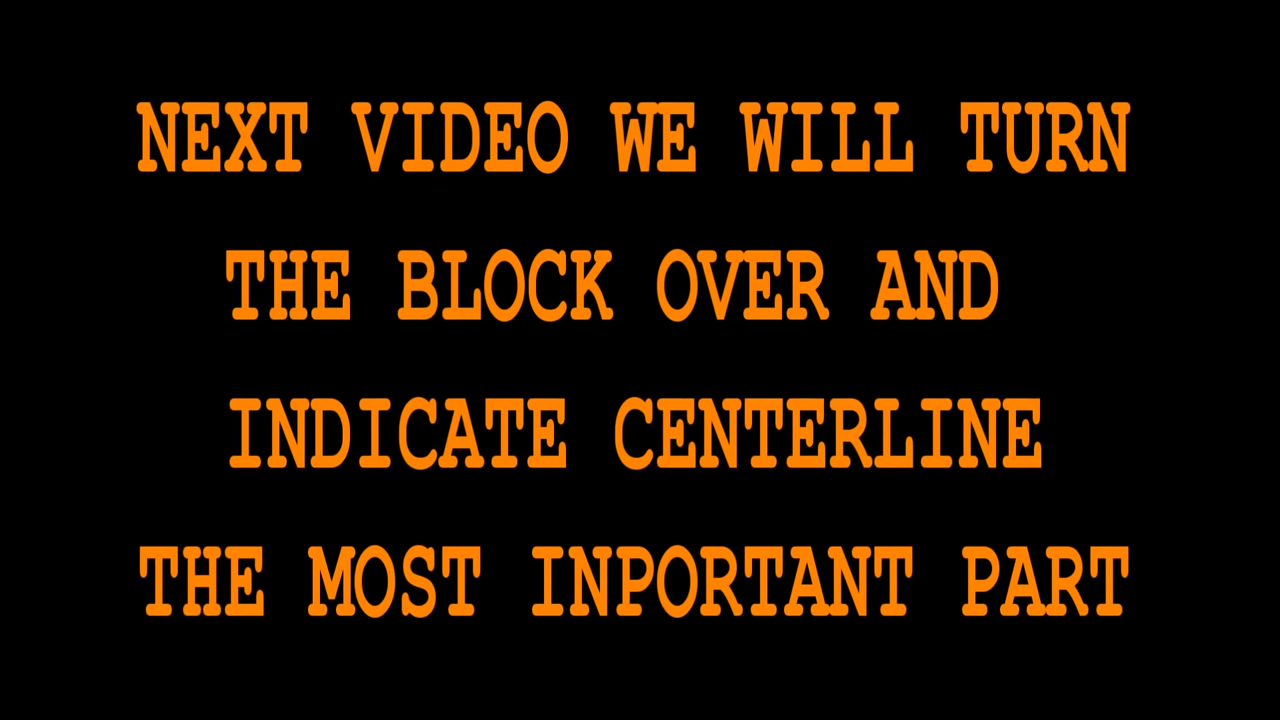 NEXT VIDEO WE WILL TURN
THE BLOCK OVER AND
INDICATE CENTERLINE
THE MOST INPORTANT PART